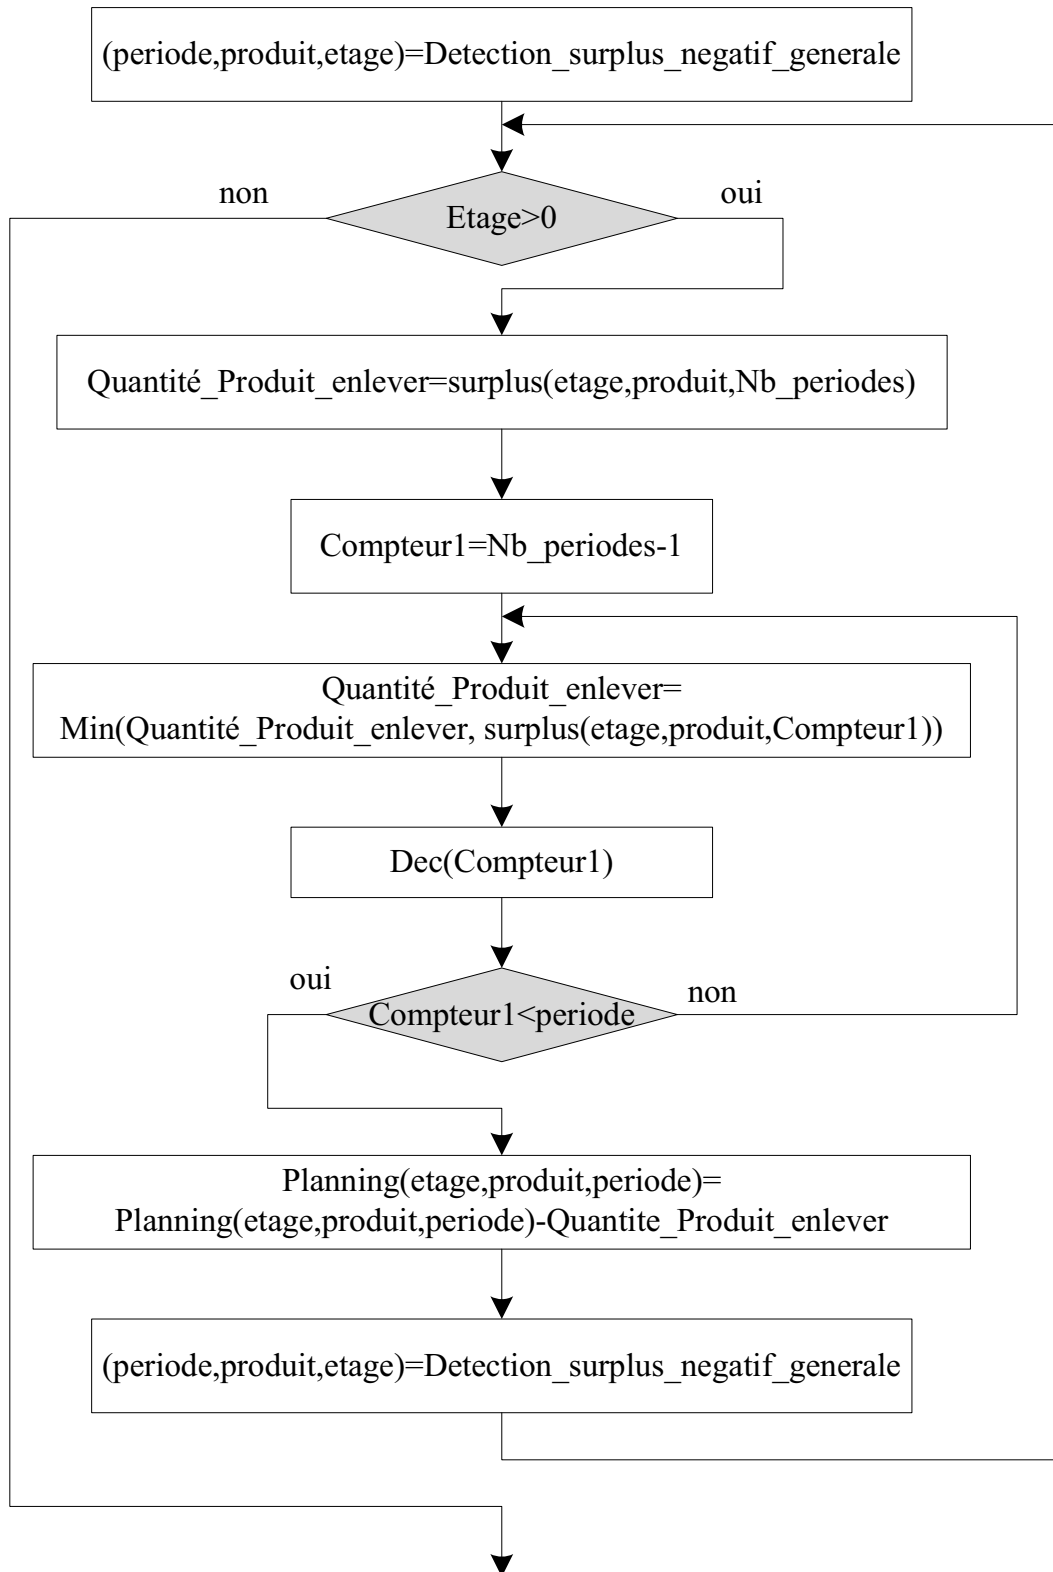 (periode,produit,etage)=Detection_surplus_negatif_generale
non
oui
Etage>0
Quantité_Produit_enlever=surplus(etage,produit,Nb_periodes)
Compteur1=Nb_periodes-1
Quantité_Produit_enlever=
Min(Quantité_Produit_enlever, surplus(etage,produit,Compteur1))
Dec(Compteur1)
oui
non
Compteur1<periode
Planning(etage,produit,periode)=
Planning(etage,produit,periode)-Quantite_Produit_enlever
(periode,produit,etage)=Detection_surplus_negatif_generale